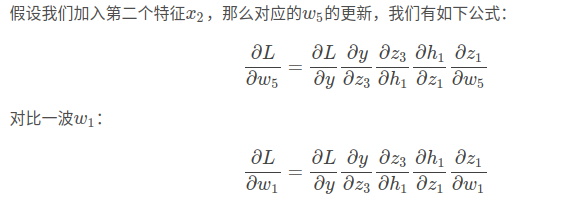 假设我们加入第二个特征x₂，那么对应的w₅的更新，我们有如下公式：
∂L/∂w₅ = ∂L/∂y ∂y/∂z₃ ∂z₃/∂h₁ ∂h₁/∂z₁ ∂z₁/∂w₅
对比一波w₁：
∂L/∂w₁ = ∂L/∂y ∂y/∂z₃ ∂z₃/∂h₁ ∂h₁/∂z₁ ∂z₁/∂w₁